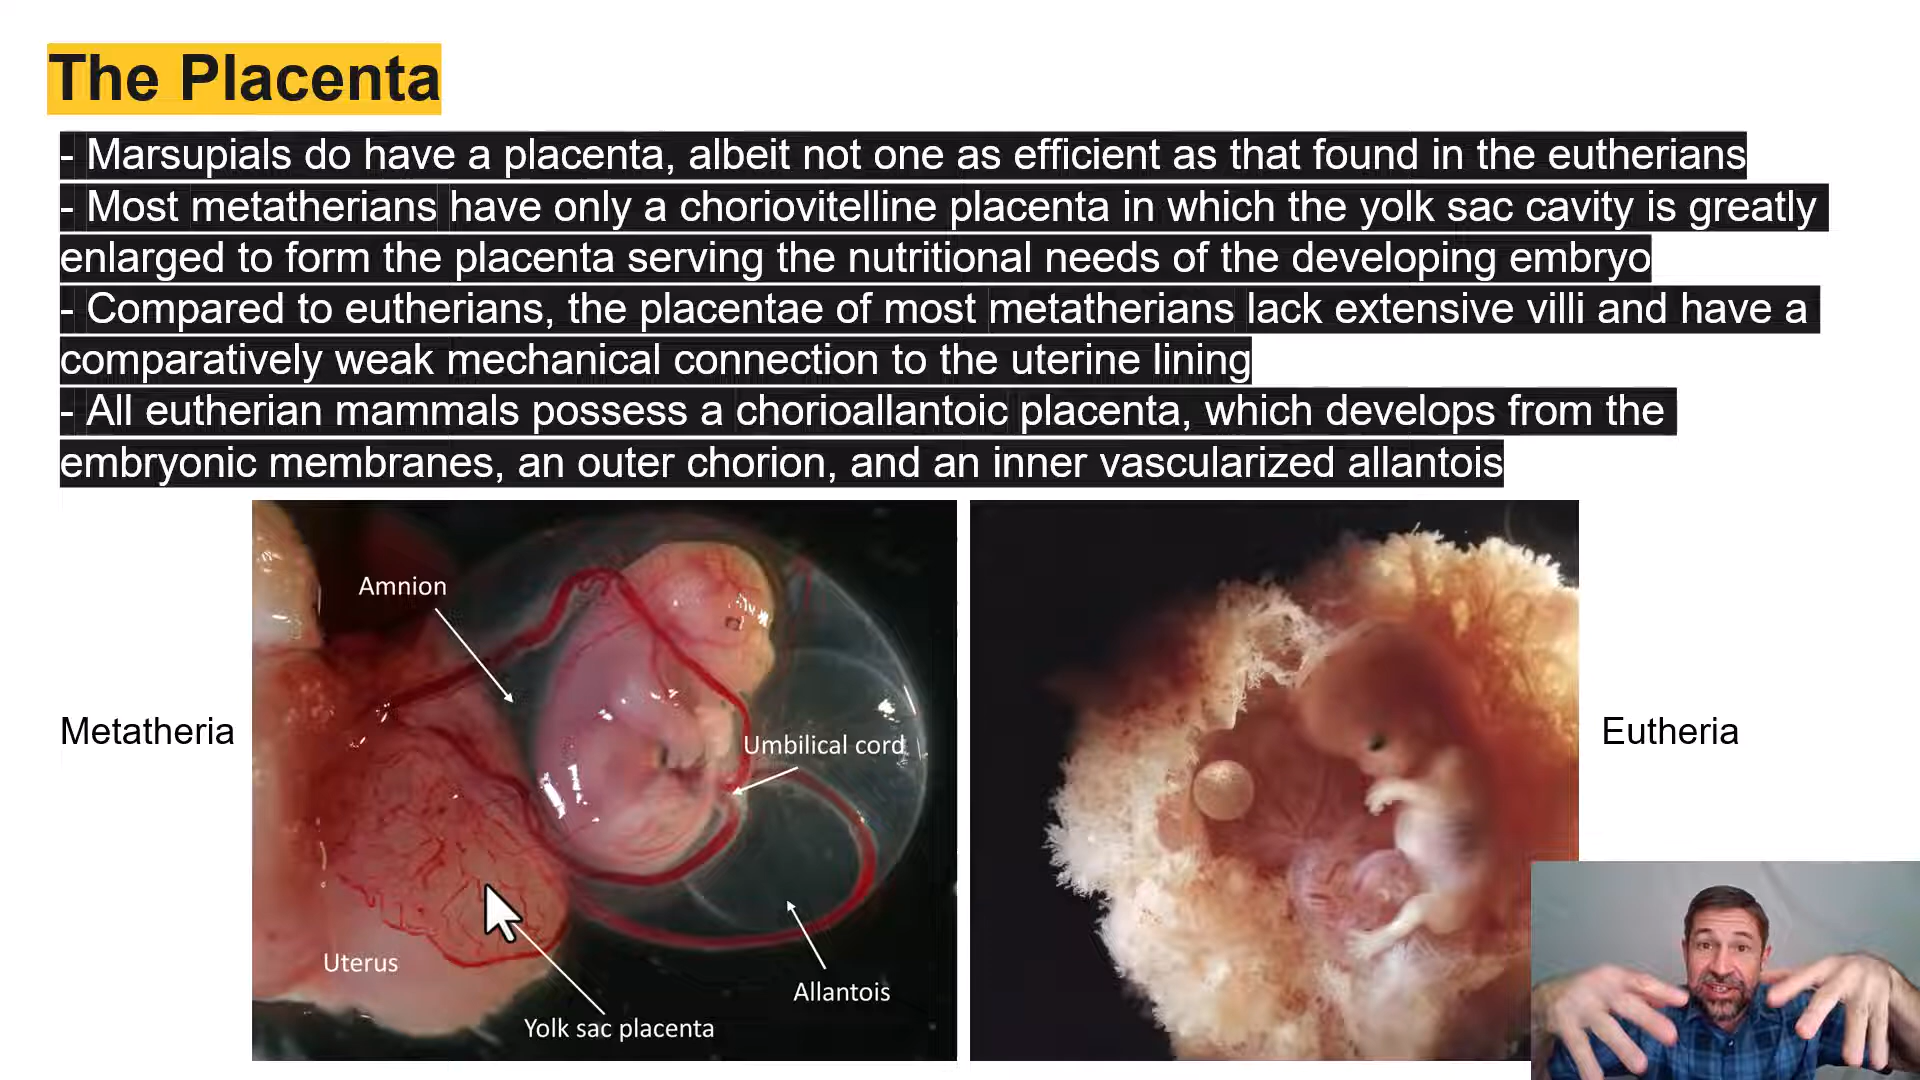 The Placenta
- Marsupials do have a placenta, albeit not one as efficient as that found in the eutherians
- Most metatherians have only a choriovitelline placenta in which the yolk sac cavity is greatly
enlarged to form the placenta serving the nutritional needs of the developing embryo
- Compared to eutherians, the placentae of most metatherians lack extensive villi and have a
comparatively weak mechanical connection to the uterine lining
- All eutherian mammals possess a chorioallantoic placenta, which develops from the
embryonic membranes, an outer chorion, and an inner vascularized allantois
Metatheria
Amnion
Umbilical cord
Uterus
Allantois
Yolk sac placenta
Eutheria